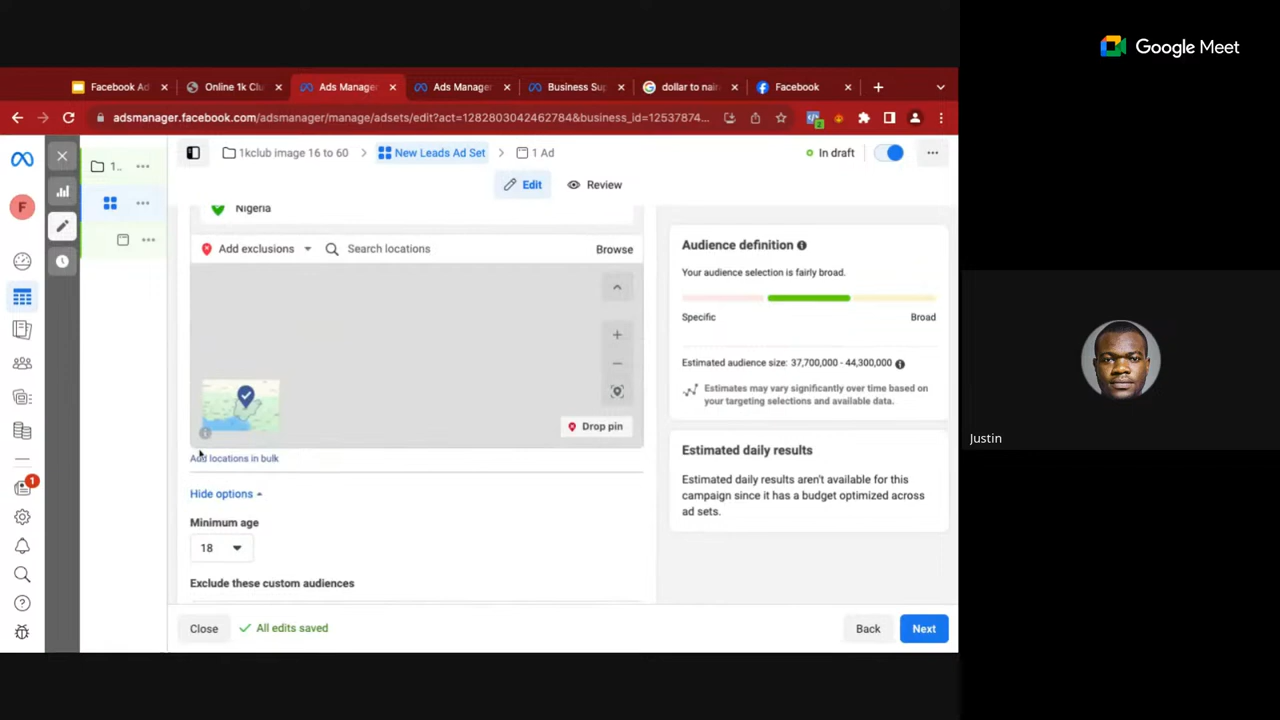 Google Meet
Facebook Ad
Online 1k Clu
Ads Manager
Ads Manager
Business Sup
dollar to nair
Facebook
adsmanager.facebook.com/adsmanager/manage/adsets/edit?act=1282803042462784&business_id=12537874...
2
1..
1kclub image 16 to 60
New Leads Ad Set
1 Ad
In draft
F
Edit
Review
Nigeria
Add exclusions
Search locations
Browse
Drop pin
Add locations in bulk
Hide options
Minimum age
18
Exclude these custom audiences
1
Audience definition
Your audience selection is fairly broad.
Specific
Broad
Estimated audience size: 37,700,000 - 44,300,000
Estimates may vary significantly over time based on
your targeting selections and available data.
Estimated daily results
Estimated daily results aren't available for this
campaign since it has a budget optimized across
ad sets.
Close
All edits saved
Back
Next
Justin